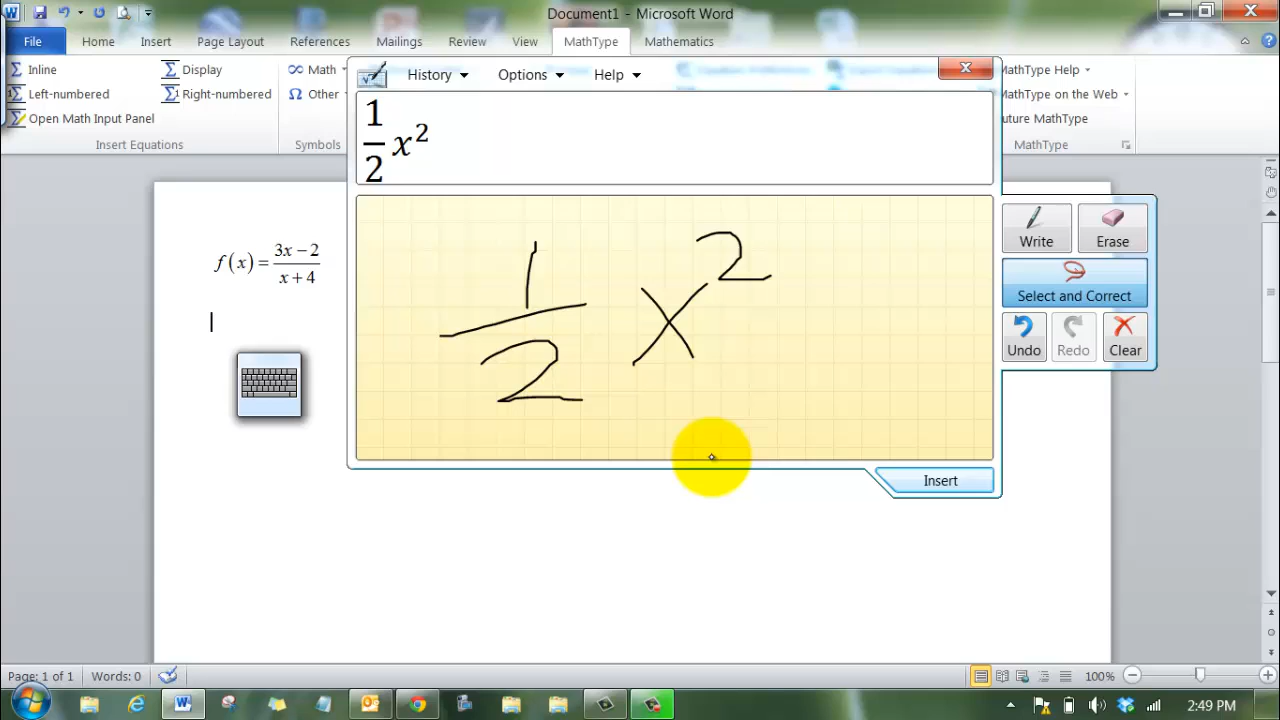 Document1 - Microsoft Word
File Home Insert Page Layout References Mailings Review View MathType Mathematics
Inline Display Math
Left-numbered Right-numbered Other
Open Math Input Panel
Insert Equations Symbols
MathType Help
MathType on the Web
uture MathType
MathType
History Options Help
1/2 x²
1/2 x²
Write Erase
Select and Correct
Undo Redo Clear
Insert
f(x) = (3x − 2)/(x + 4)
Page: 1 of 1 Words: 0 100%
2:49 PM